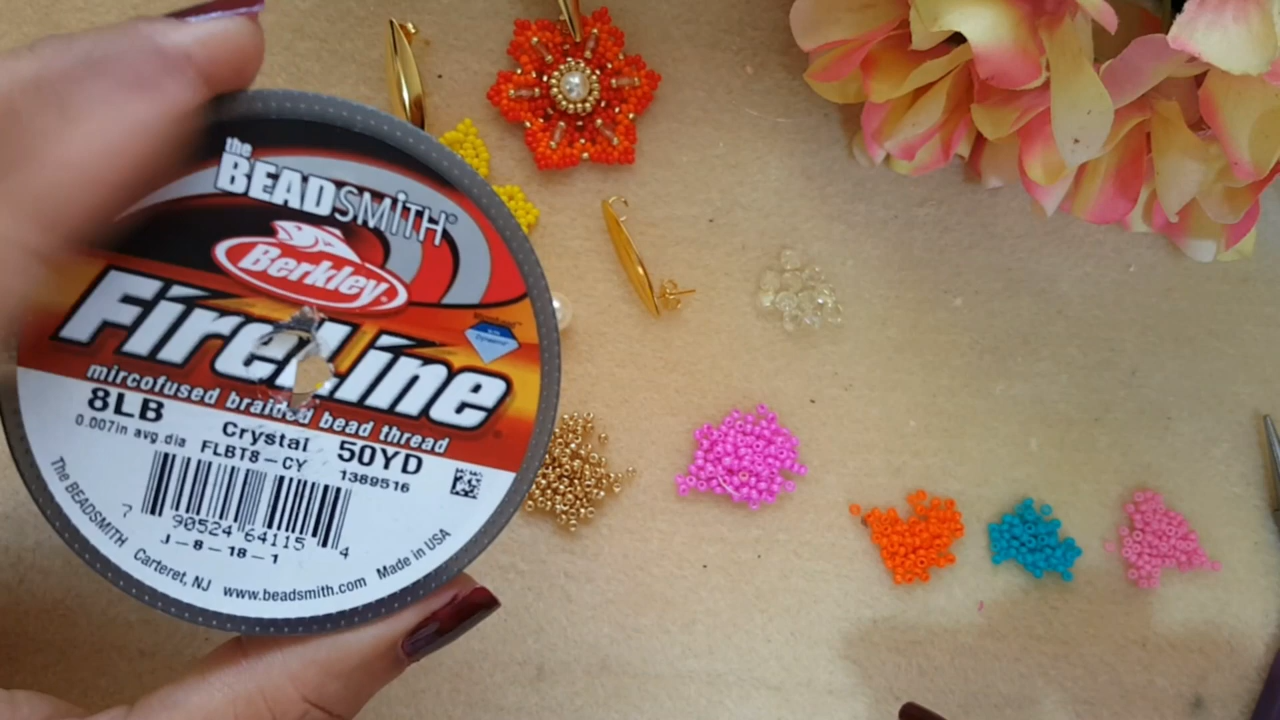 the
BEADSMITH®
Berkley
FireLine
mircofused braided bead thread
8LB
0.007in avg.dia
Crystal
FLBT8-CY
50YD
1389516
7 90524 64115 4
J-8-18-1
The BEADSMITH Carteret, NJ www.beadsmith.com Made in USA